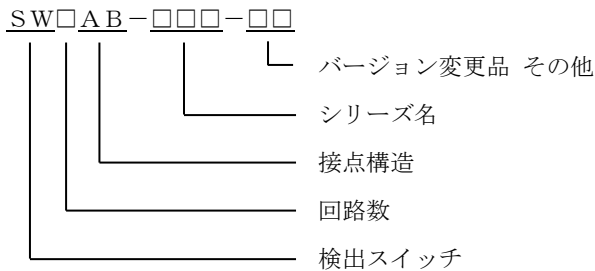 ＳＷ□ＡＢ－□□□－□□
バージョン変更品 その他
シリーズ名
接点構造
回路数
検出スイッチ